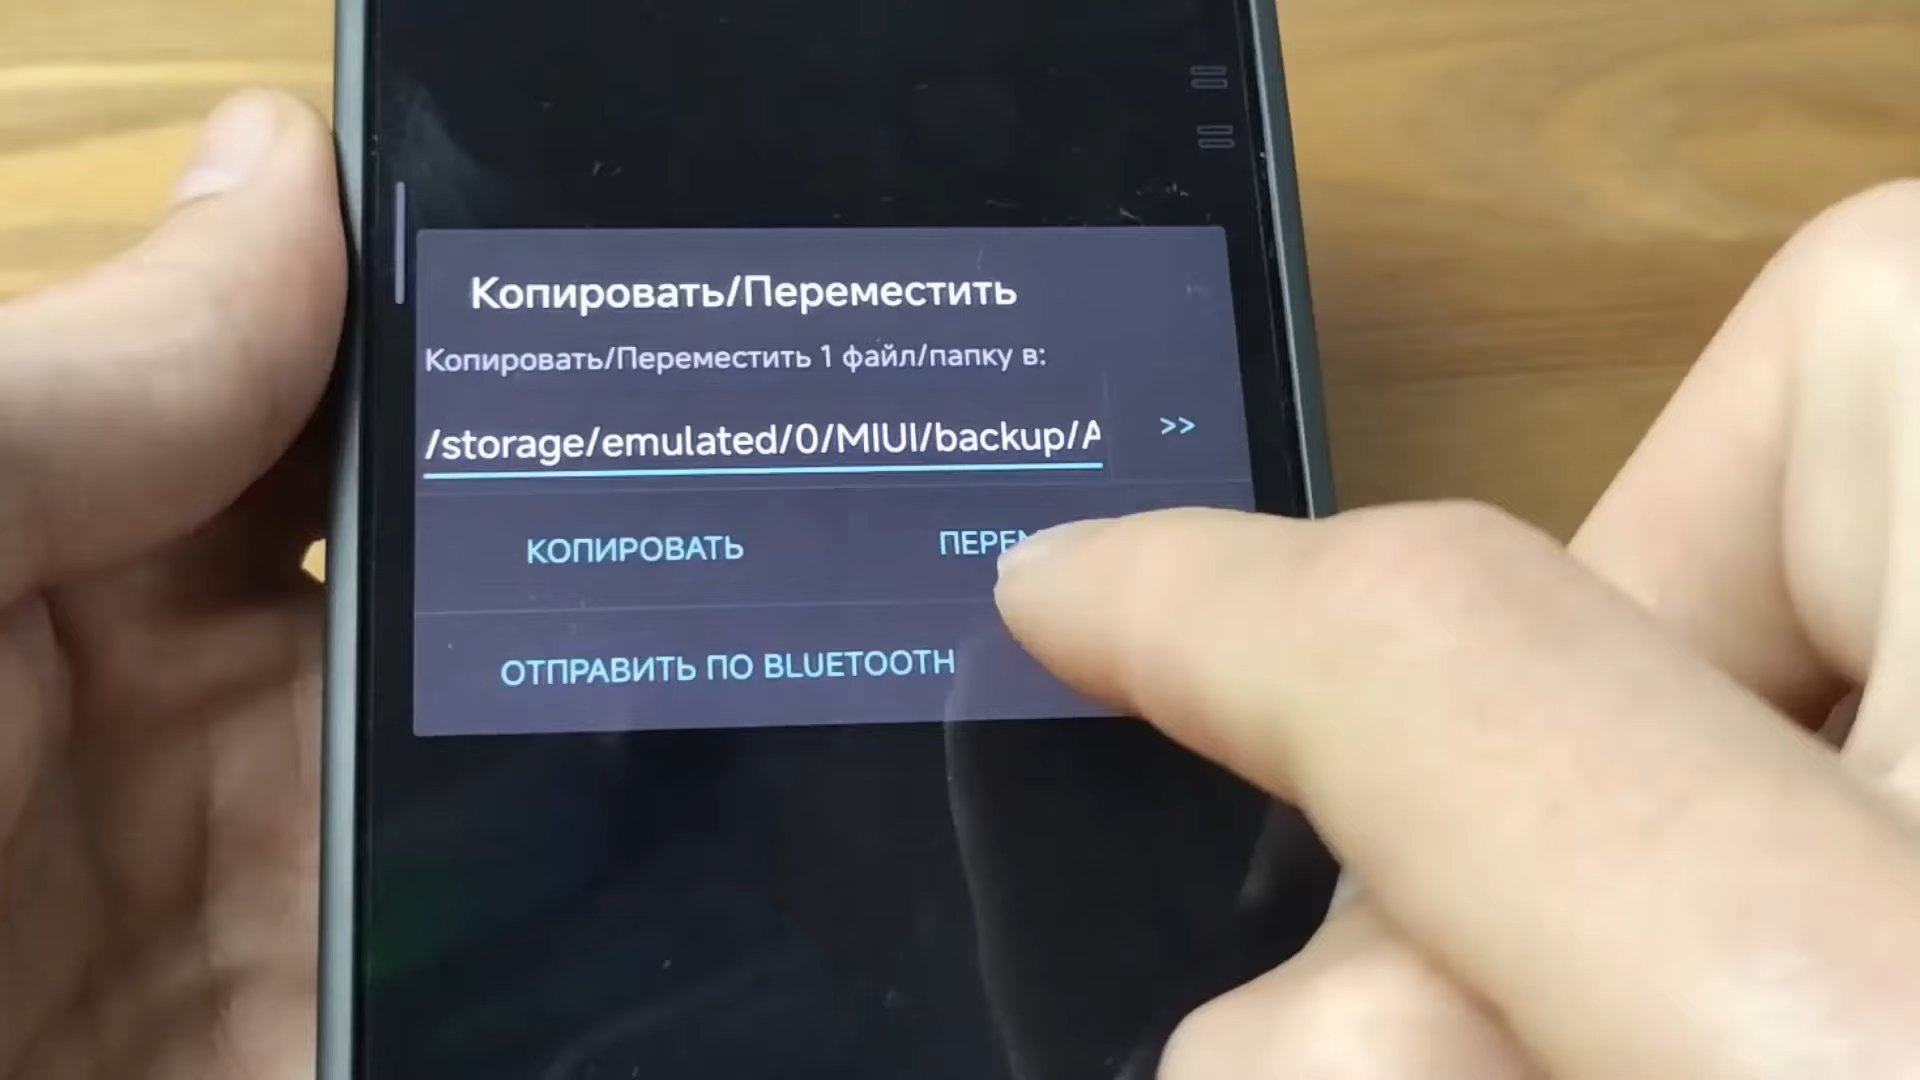 Копировать/Переместить
Копировать/Переместить 1 файл/папку в:
/storage/emulated/0/MIUI/backup/A
>>
КОПИРОВАТЬ
ОТПРАВИТЬ ПО BLUETOOTH